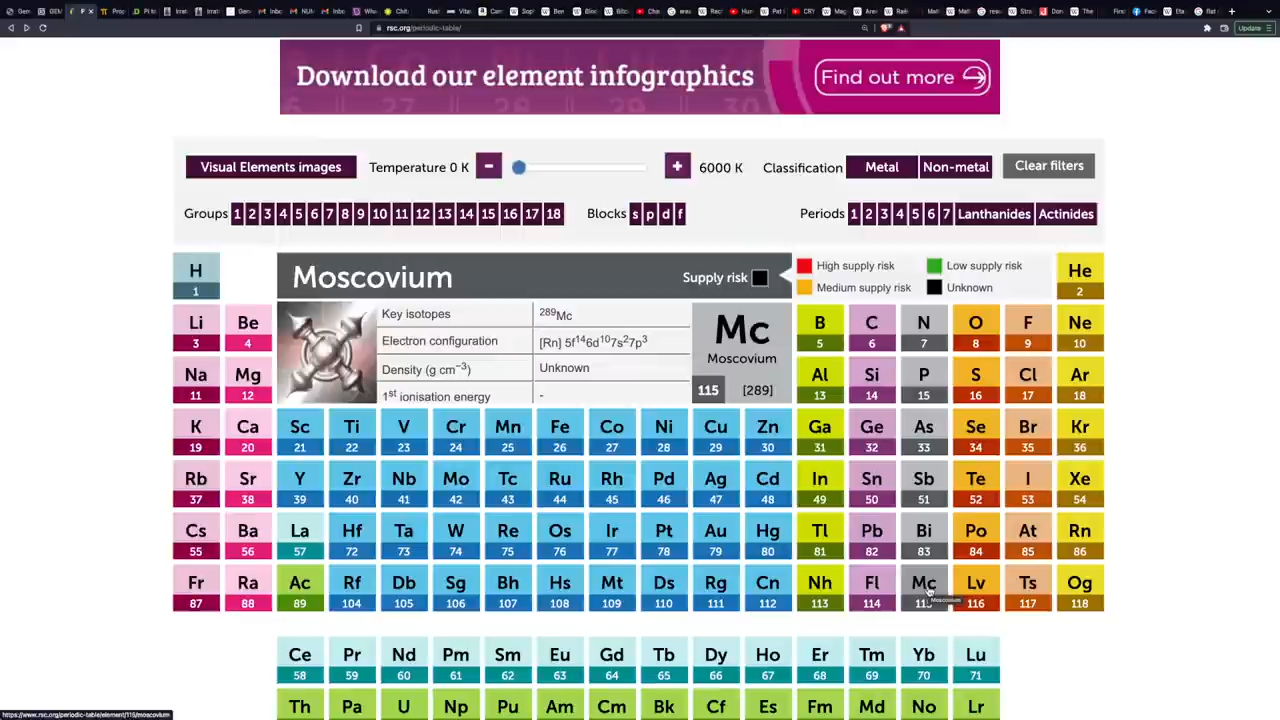 rsc.org/periodic-table/
Update
Download our element infographics
Find out more
Visual Elements images Temperature 0 K - + 6000 K Classification Metal Non-metal Clear filters
Groups 1 2 3 4 5 6 7 8 9 10 11 12 13 14 15 16 17 18 Blocks s p d f Periods 1 2 3 4 5 6 7 Lanthanides Actinides
H Moscovium Supply risk High supply risk Low supply risk He
1 Medium supply risk Unknown 2
Key isotopes ²⁸⁹Mc
Electron configuration [Rn] 5f¹⁴6d¹⁰7s²7p³
Density (g cm⁻³) Unknown
1ˢᵗ ionisation energy -
Mc
Moscovium
115 [289]
Li Be B C N O F Ne
3 4 5 6 7 8 9 10
Na Mg Al Si P S Cl Ar
11 12 13 14 15 16 17 18
K Ca Sc Ti V Cr Mn Fe Co Ni Cu Zn Ga Ge As Se Br Kr
19 20 21 22 23 24 25 26 27 28 29 30 31 32 33 34 35 36
Rb Sr Y Zr Nb Mo Tc Ru Rh Pd Ag Cd In Sn Sb Te I Xe
37 38 39 40 41 42 43 44 45 46 47 48 49 50 51 52 53 54
Cs Ba La Hf Ta W Re Os Ir Pt Au Hg Tl Pb Bi Po At Rn
55 56 57 72 73 74 75 76 77 78 79 80 81 82 83 84 85 86
Fr Ra Ac Rf Db Sg Bh Hs Mt Ds Rg Cn Nh Fl Mc Lv Ts Og
87 88 89 104 105 106 107 108 109 110 111 112 113 114 115 116 117 118
Moscovium
Ce Pr Nd Pm Sm Eu Gd Tb Dy Ho Er Tm Yb Lu
58 59 60 61 62 63 64 65 66 67 68 69 70 71
Th Pa U Np Pu Am Cm Bk Cf Es Fm Md No Lr
https://www.rsc.org/periodic-table/element/115/moscovium